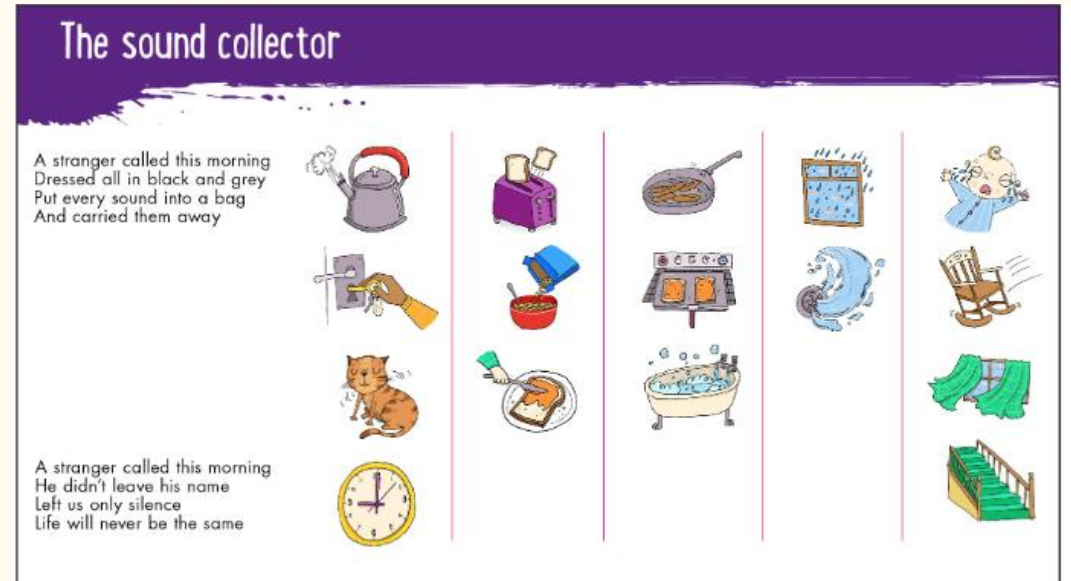 The sound collector
A stranger called this morning
Dressed all in black and grey
Put every sound into a bag
And carried them away
A stranger called this morning
He didn't leave his name
Left us only silence
Life will never be the same